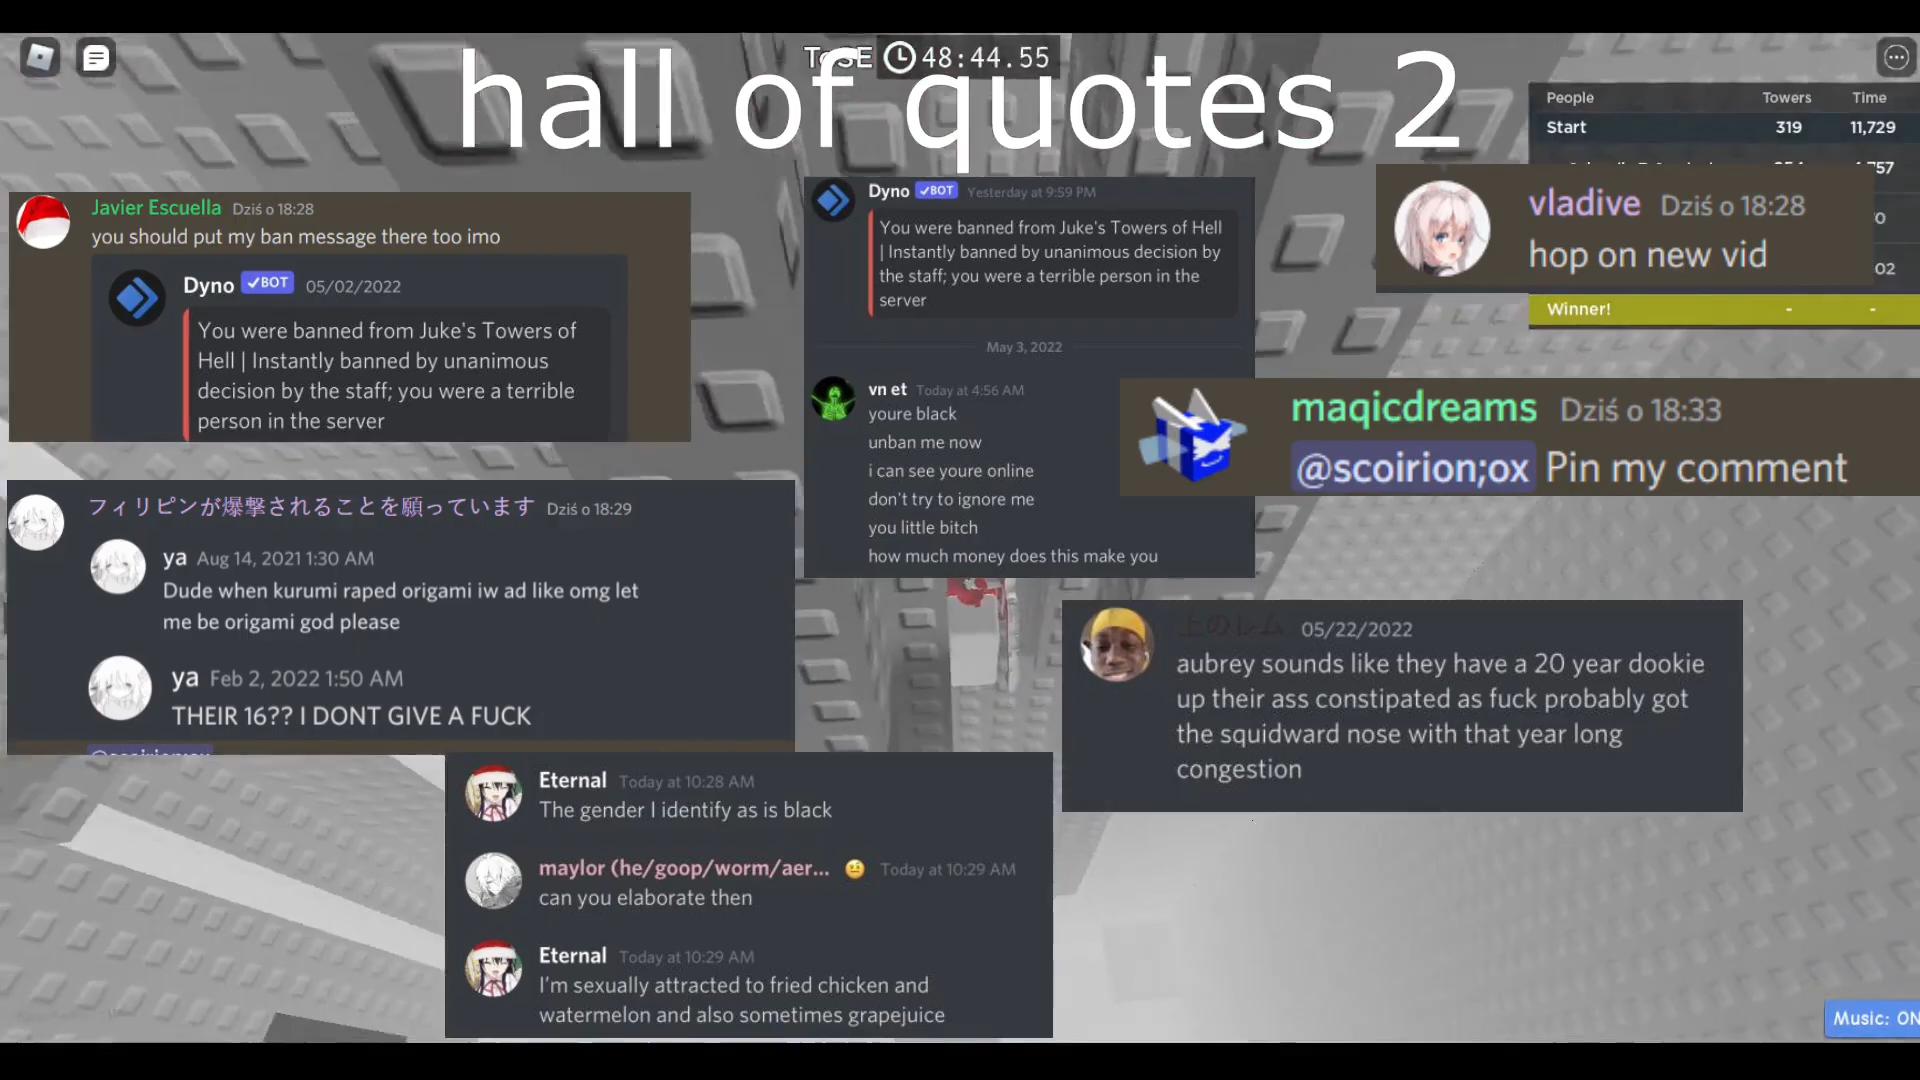 ToSE 48:44.55
hall of quotes 2
People Towers Time
Start 319 11,729
757
02
Winner! - -
Javier Escuella Dziś o 18:28
you should put my ban message there too imo
Dyno ✓BOT 05/02/2022
You were banned from Juke's Towers of
Hell | Instantly banned by unanimous
decision by the staff; you were a terrible
person in the server
Dyno ✓BOT Yesterday at 9:59 PM
You were banned from Juke's Towers of Hell
| Instantly banned by unanimous decision by
the staff; you were a terrible person in the
server
May 3, 2022
vn et Today at 4:56 AM
youre black
unban me now
i can see youre online
don't try to ignore me
you little bitch
how much money does this make you
vladive Dziś o 18:28
hop on new vid
maqicdreams Dziś o 18:33
@scoirion;ox Pin my comment
フィリピンが爆撃されることを願っています Dziś o 18:29
ya Aug 14, 2021 1:30 AM
Dude when kurumi raped origami iw ad like omg let
me be origami god please
ya Feb 2, 2022 1:50 AM
THEIR 16?? I DONT GIVE A FUCK
@scoirion;ox
上のレム 05/22/2022
aubrey sounds like they have a 20 year dookie
up their ass constipated as fuck probably got
the squidward nose with that year long
congestion
Eternal Today at 10:28 AM
The gender I identify as is black
maylor (he/goop/worm/aer... Today at 10:29 AM
can you elaborate then
Eternal Today at 10:29 AM
I'm sexually attracted to fried chicken and
watermelon and also sometimes grapejuice
Music: ON